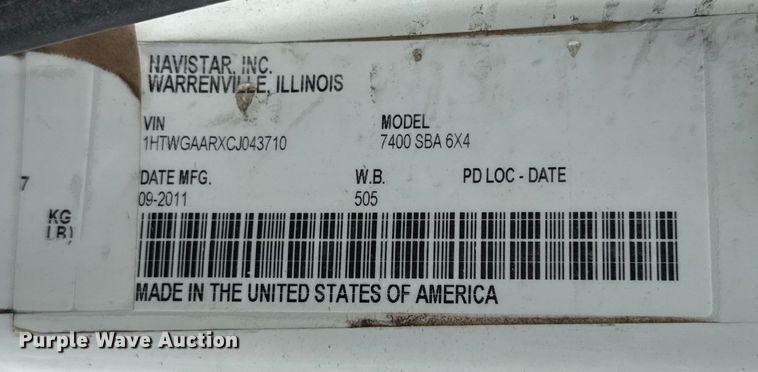 NAVISTAR, INC.
WARRENVILLE, ILLINOIS
VIN MODEL
1HTWGAARXCJ043710 7400 SBA 6X4
DATE MFG. W.B. PD LOC - DATE
09-2011 505
7
KG
LB)
MADE IN THE UNITED STATES OF AMERICA
Purple Wave Auction